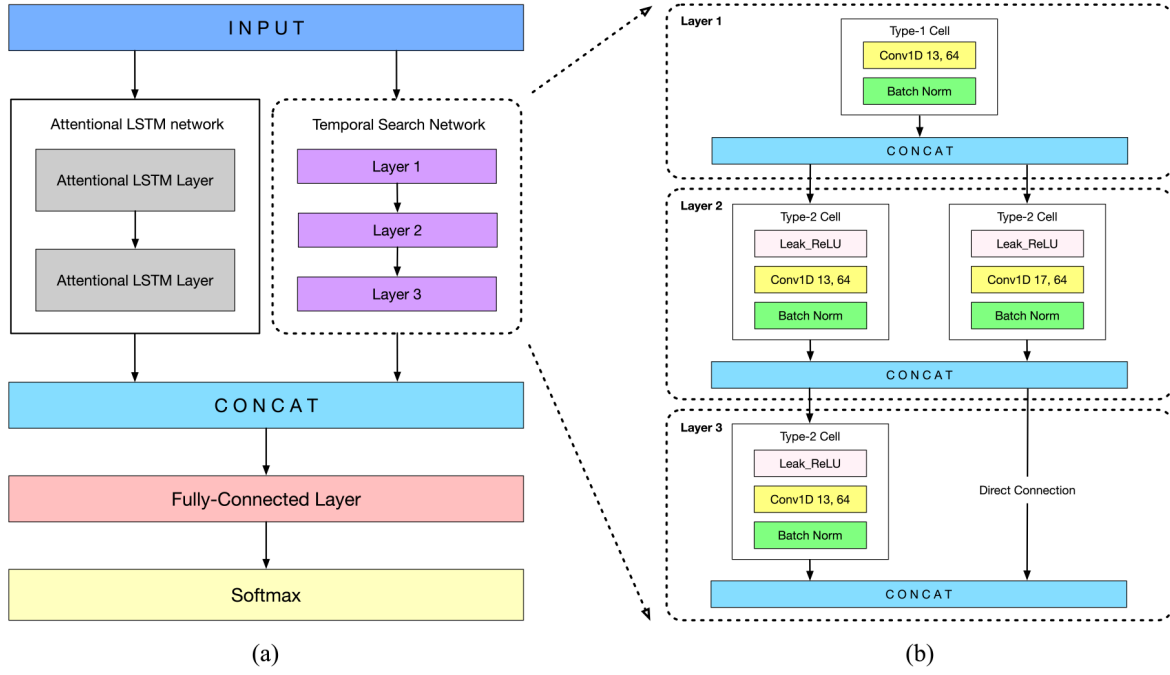 INPUT
Attentional LSTM network
Attentional LSTM Layer
Attentional LSTM Layer
Temporal Search Network
Layer 1
Layer 2
Layer 3
CONCAT
Fully-Connected Layer
Softmax
(a)
Layer 1
Type-1 Cell
Conv1D 13, 64
Batch Norm
CONCAT
Layer 2
Type-2 Cell
Leak_ReLU
Conv1D 13, 64
Batch Norm
Type-2 Cell
Leak_ReLU
Conv1D 17, 64
Batch Norm
CONCAT
Layer 3
Type-2 Cell
Leak_ReLU
Conv1D 13, 64
Batch Norm
Direct Connection
CONCAT
(b)